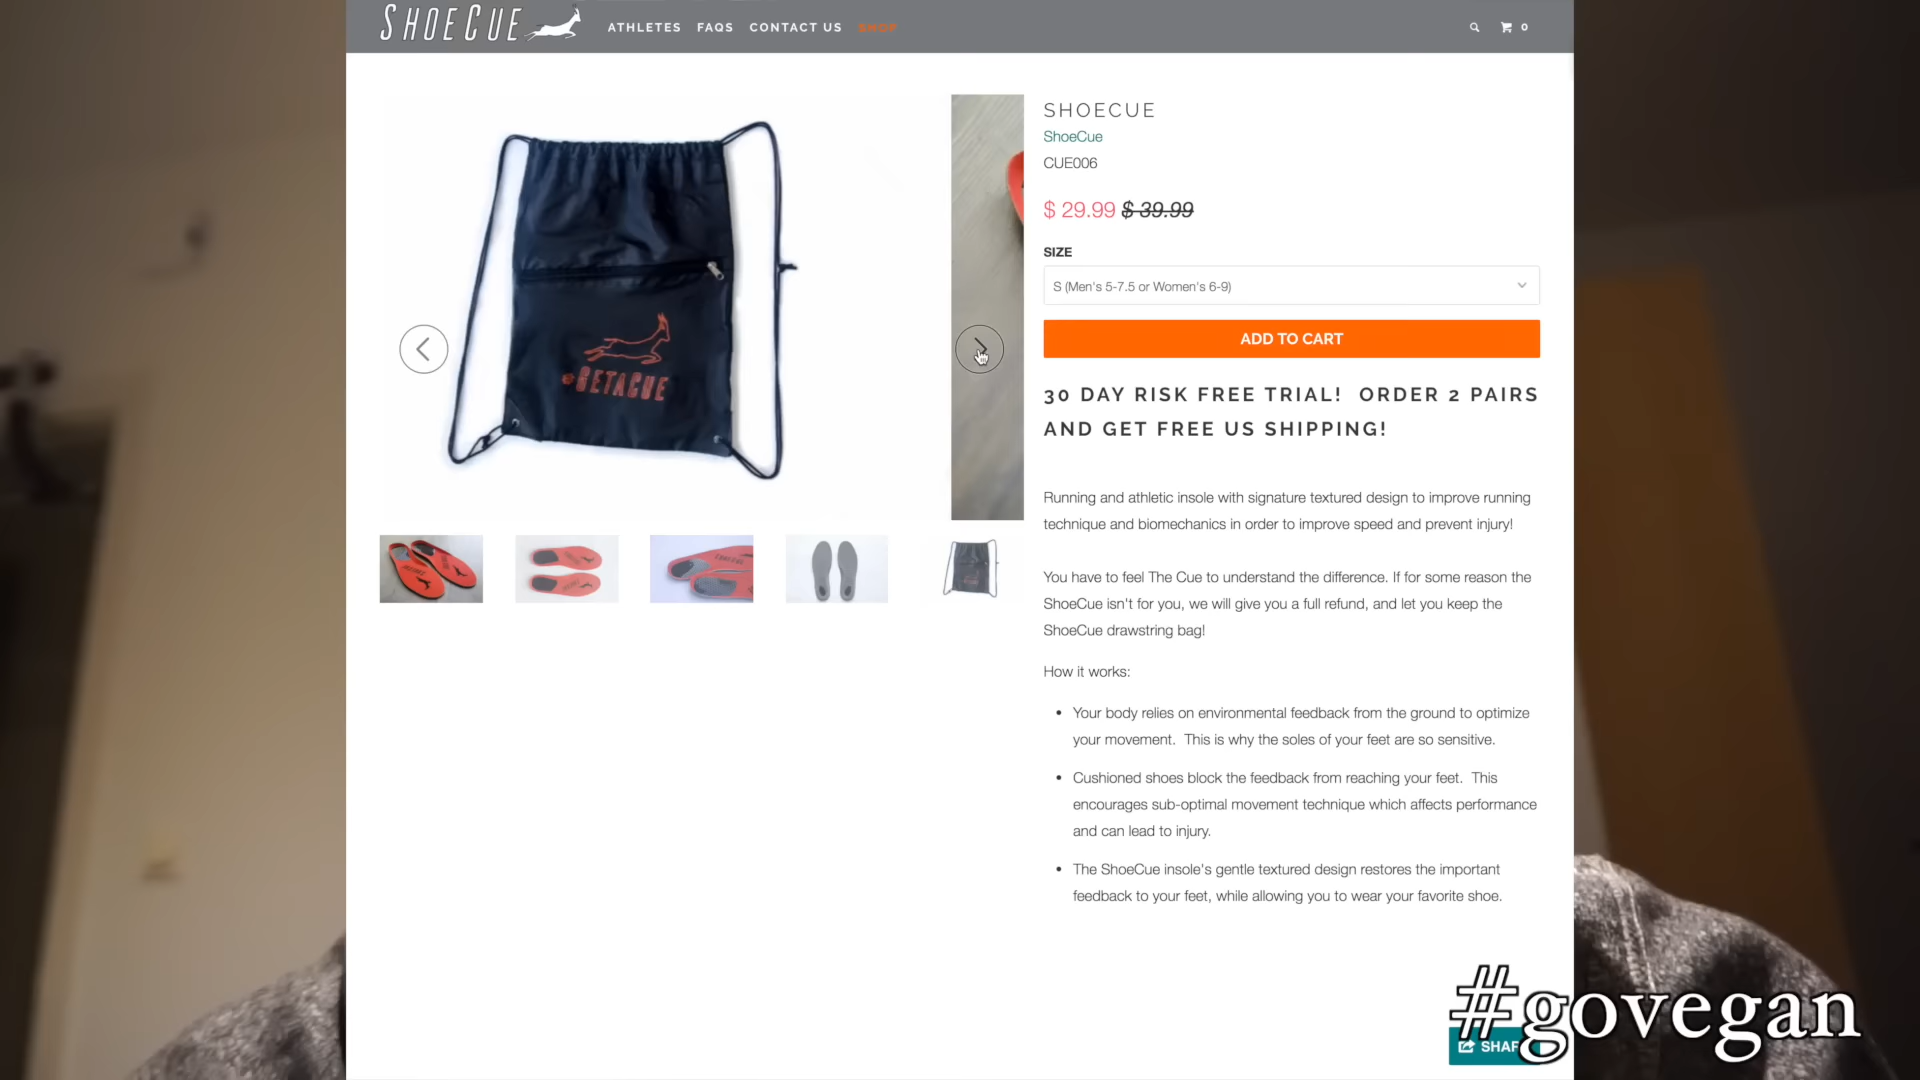 SHOECUE
ATHLETES FAQS CONTACT US SHOP
0
SHOECUE
ShoeCue
CUE006
$ 29.99 $ 39.99
SIZE
S (Men's 5-7.5 or Women's 6-9)
ADD TO CART
30 DAY RISK FREE TRIAL! ORDER 2 PAIRS
AND GET FREE US SHIPPING!
Running and athletic insole with signature textured design to improve running
technique and biomechanics in order to improve speed and prevent injury!
You have to feel The Cue to understand the difference. If for some reason the
ShoeCue isn't for you, we will give you a full refund, and let you keep the
ShoeCue drawstring bag!
How it works:
• Your body relies on environmental feedback from the ground to optimize
your movement. This is why the soles of your feet are so sensitive.
• Cushioned shoes block the feedback from reaching your feet. This
encourages sub-optimal movement technique which affects performance
and can lead to injury.
• The ShoeCue insole's gentle textured design restores the important
feedback to your feet, while allowing you to wear your favorite shoe.
#GETACUE
#govegan